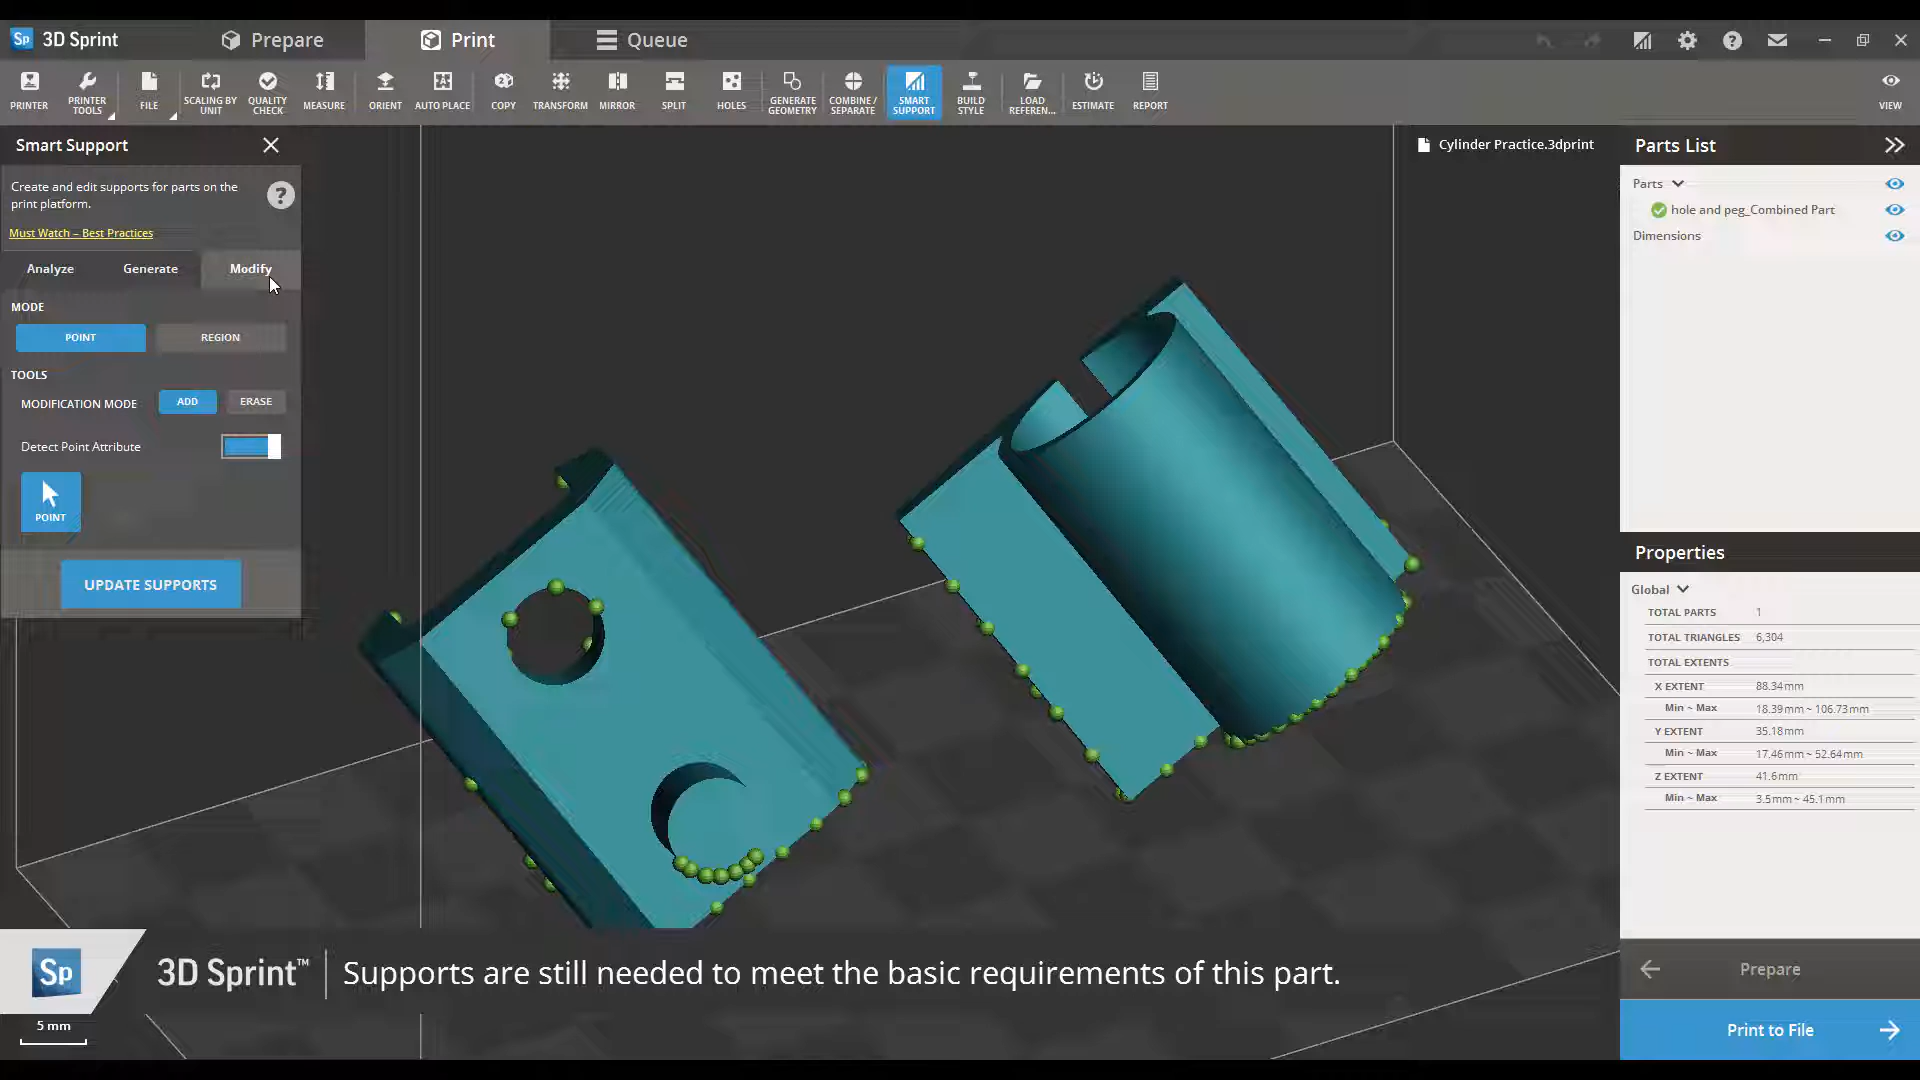 Sp 3D Sprint
Prepare
Print
Queue
PRINTER
PRINTER TOOLS
FILE
SCALING BY UNIT
QUALITY CHECK
MEASURE
ORIENT
AUTO PLACE
COPY
TRANSFORM
MIRROR
SPLIT
HOLES
GENERATE GEOMETRY
COMBINE / SEPARATE
SMART SUPPORT
BUILD STYLE
LOAD REFEREN...
ESTIMATE
REPORT
VIEW
Smart Support
Create and edit supports for parts on the
print platform.
?
Must Watch – Best Practices
Analyze Generate Modify
MODE
POINT REGION
TOOLS
MODIFICATION MODE ADD ERASE
Detect Point Attribute
POINT
UPDATE SUPPORTS
Cylinder Practice.3dprint
Parts List
Parts
hole and peg_Combined Part
Dimensions
Properties
Global
TOTAL PARTS 1
TOTAL TRIANGLES 6,304
TOTAL EXTENTS
X EXTENT 88.34mm
Min ~ Max 18.39mm ~ 106.73mm
Y EXTENT 35.18mm
Min ~ Max 17.46mm ~ 52.64mm
Z EXTENT 41.6mm
Min ~ Max 3.5mm ~ 45.1mm
Prepare
Print to File
Sp 3D Sprint™ Supports are still needed to meet the basic requirements of this part.
5 mm